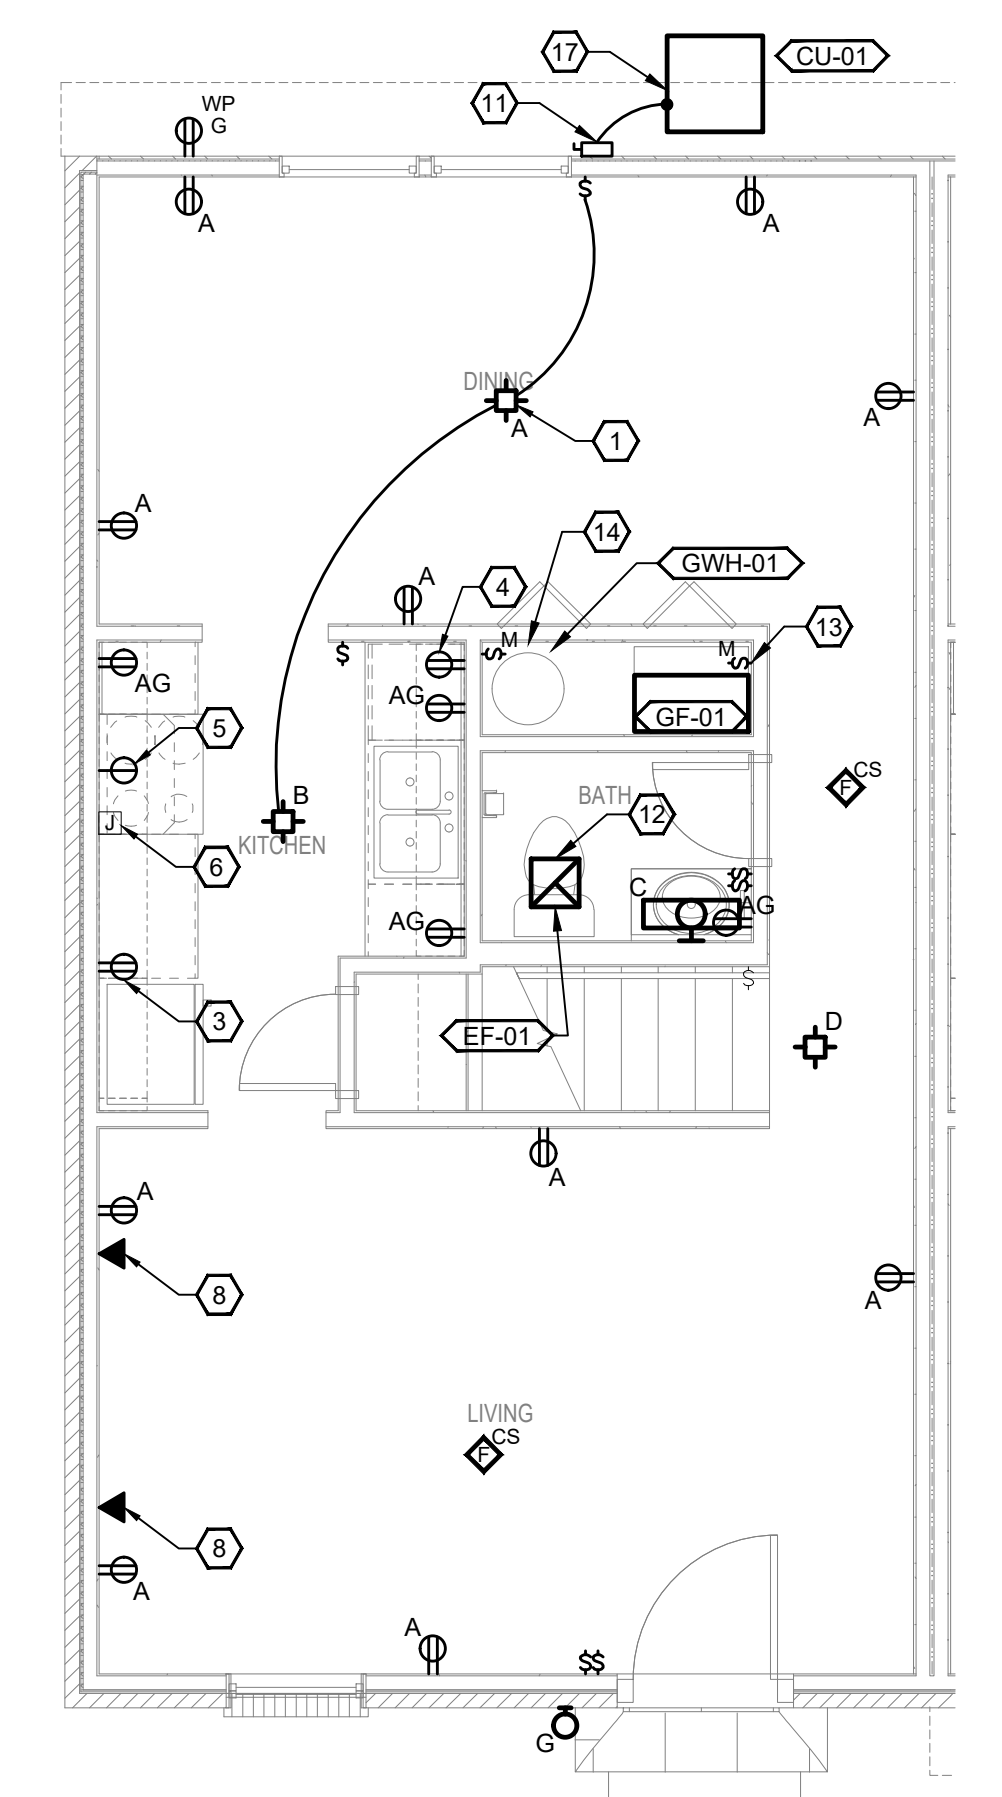 17
CU-01
11
WP
G
$
A
A
DINING
A
1
A
A
14
GWH-01
A
4
13
$
M
$
M
$
AG
AG
5
GF-01
CS
F
B
BATH
12
J
KITCHEN
6
C
$
$
AG
AG
3
$
EF-01
D
A
A
8
A
LIVING
CS
F
8
A
A
$$
G